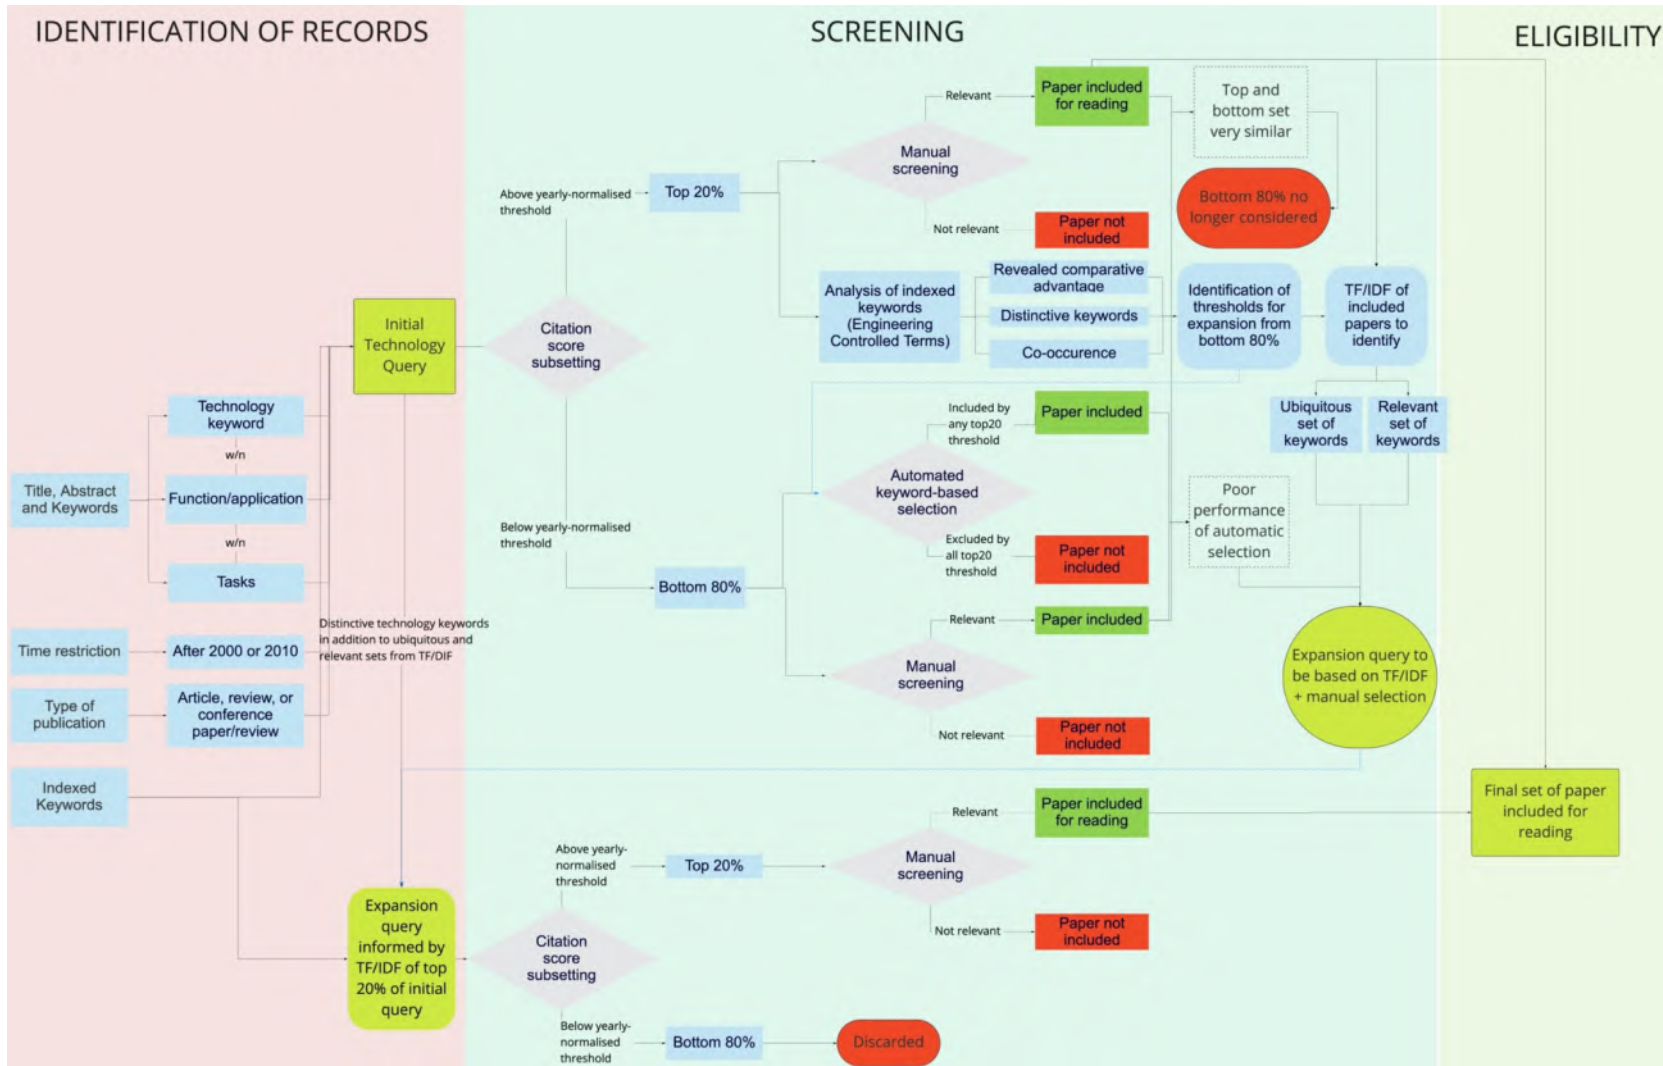 IDENTIFICATION OF RECORDS
SCREENING
ELIGIBILITY
Title, Abstract
and Keywords
Technology
keyword
w/n
Function/application
w/n
Tasks
Time restriction
After 2000 or 2010
Type of
publication
Article, review, or
conference
paper/review
Indexed
Keywords
Initial
Technology
Query
Distinctive technology keywords
in addition to ubiquitous and
relevant sets from TF/DIF
Expansion
query
informed by
TF/IDF of top
20% of initial
query
Citation
score
subsetting
Above yearly-normalised
threshold
Top 20%
Manual
screening
Relevant
Paper included
for reading
Not relevant
Paper not
included
Top and
bottom set
very similar
Bottom 80% no
longer considered
Analysis of indexed
keywords
(Engineering
Controlled Terms)
Revealed comparative
advantage
Distinctive keywords
Co-occurence
Identification of
thresholds for
expansion from
bottom 80%
TF/IDF of
included
papers to
identify
Ubiquitous
set of
keywords
Relevant
set of
keywords
Below yearly-normalised
threshold
Bottom 80%
Automated
keyword-based
selection
Included by
any top20
threshold
Paper included
Excluded by
all top20
threshold
Paper not
included
Poor
performance
of automatic
selection
Manual
screening
Relevant
Paper included
Not relevant
Paper not
included
Expansion query to
be based on TF/IDF
+ manual selection
Citation
score
subsetting
Above yearly-
normalised
threshold
Top 20%
Manual
screening
Relevant
Paper included
for reading
Not relevant
Paper not
included
Below yearly-
normalised
threshold
Bottom 80%
Discarded
Final set of paper
included for
reading